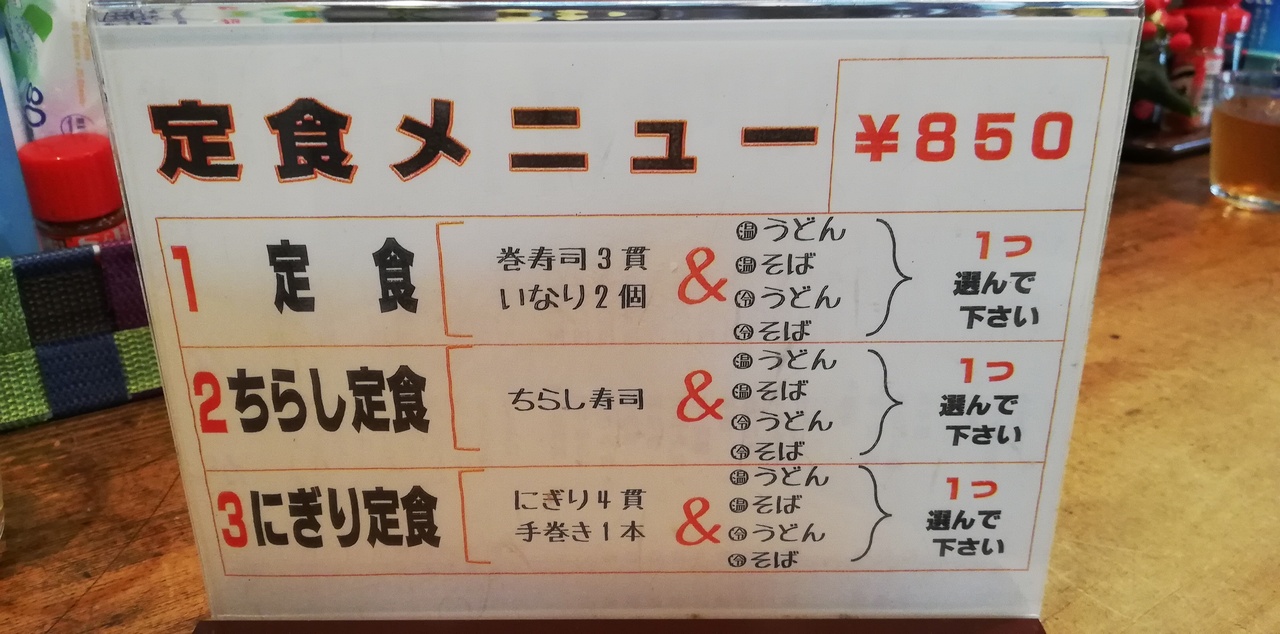 定食メニュー ¥850
1 定食
巻寿司3貫
いなり2個
&
温うどん
温そば
冷うどん
冷そば
1つ
選んで
下さい
2ちらし定食
ちらし寿司
&
温うどん
温そば
冷うどん
冷そば
1つ
選んで
下さい
3にぎり定食
にぎり4貫
手巻き1本
&
温うどん
温そば
冷うどん
冷そば
1つ
選んで
下さい